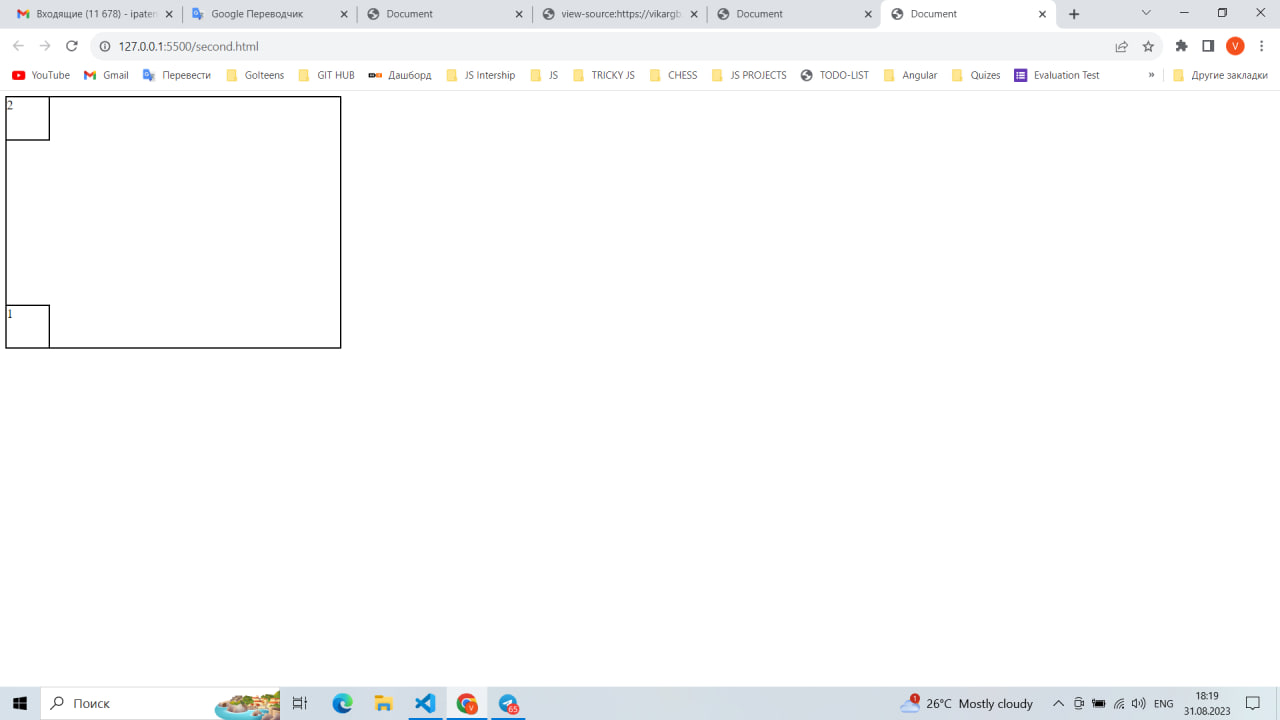 Входящие (11 678) - ipaten
Google Переводчик
Document
view-source:https://vikargb.
Document
Document
127.0.0.1:5500/second.html
V
YouTube
Gmail
Перевести
Golteens
GIT HUB
Дашборд
JS Intership
JS
TRICKY JS
CHESS
JS PROJECTS
TODO-LIST
Angular
Quizes
Evaluation Test
»
Другие закладки
2
1
Поиск
V
65
1
26°C Mostly cloudy
ENG
18:19
31.08.2023